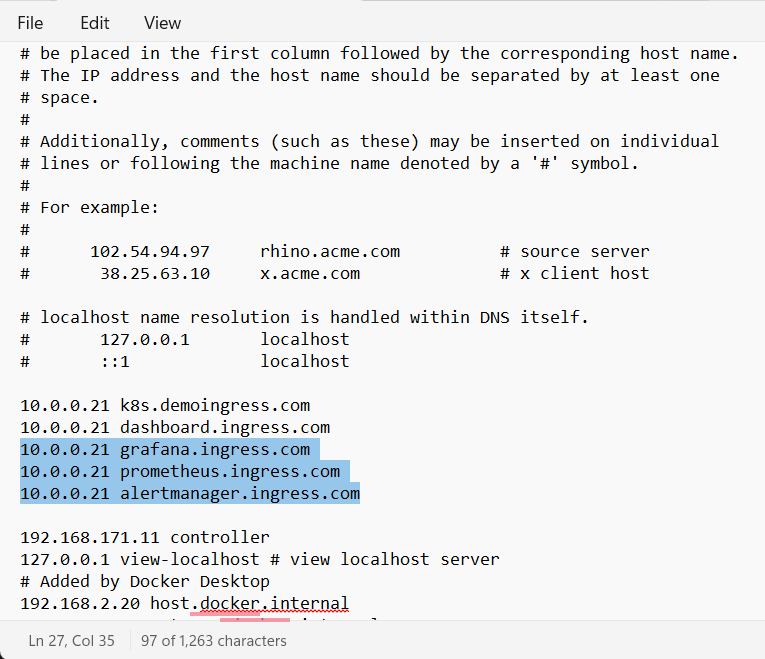 File Edit View
# be placed in the first column followed by the corresponding host name.
# The IP address and the host name should be separated by at least one
# space.
#
# Additionally, comments (such as these) may be inserted on individual
# lines or following the machine name denoted by a '#' symbol.
#
# For example:
#
#      102.54.94.97     rhino.acme.com          # source server
#       38.25.63.10     x.acme.com              # x client host
# localhost name resolution is handled within DNS itself.
#       127.0.0.1       localhost
#       ::1             localhost
10.0.0.21 k8s.demoingress.com
10.0.0.21 dashboard.ingress.com
10.0.0.21 grafana.ingress.com
10.0.0.21 prometheus.ingress.com
10.0.0.21 alertmanager.ingress.com
192.168.171.11 controller
127.0.0.1 view-localhost # view localhost server
# Added by Docker Desktop
192.168.2.20 host.docker.internal
Ln 27, Col 35 97 of 1,263 characters